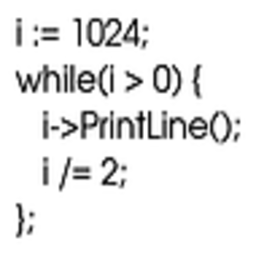 i := 1024;
while(i > 0) {
i->PrintLine();
i /= 2;
};